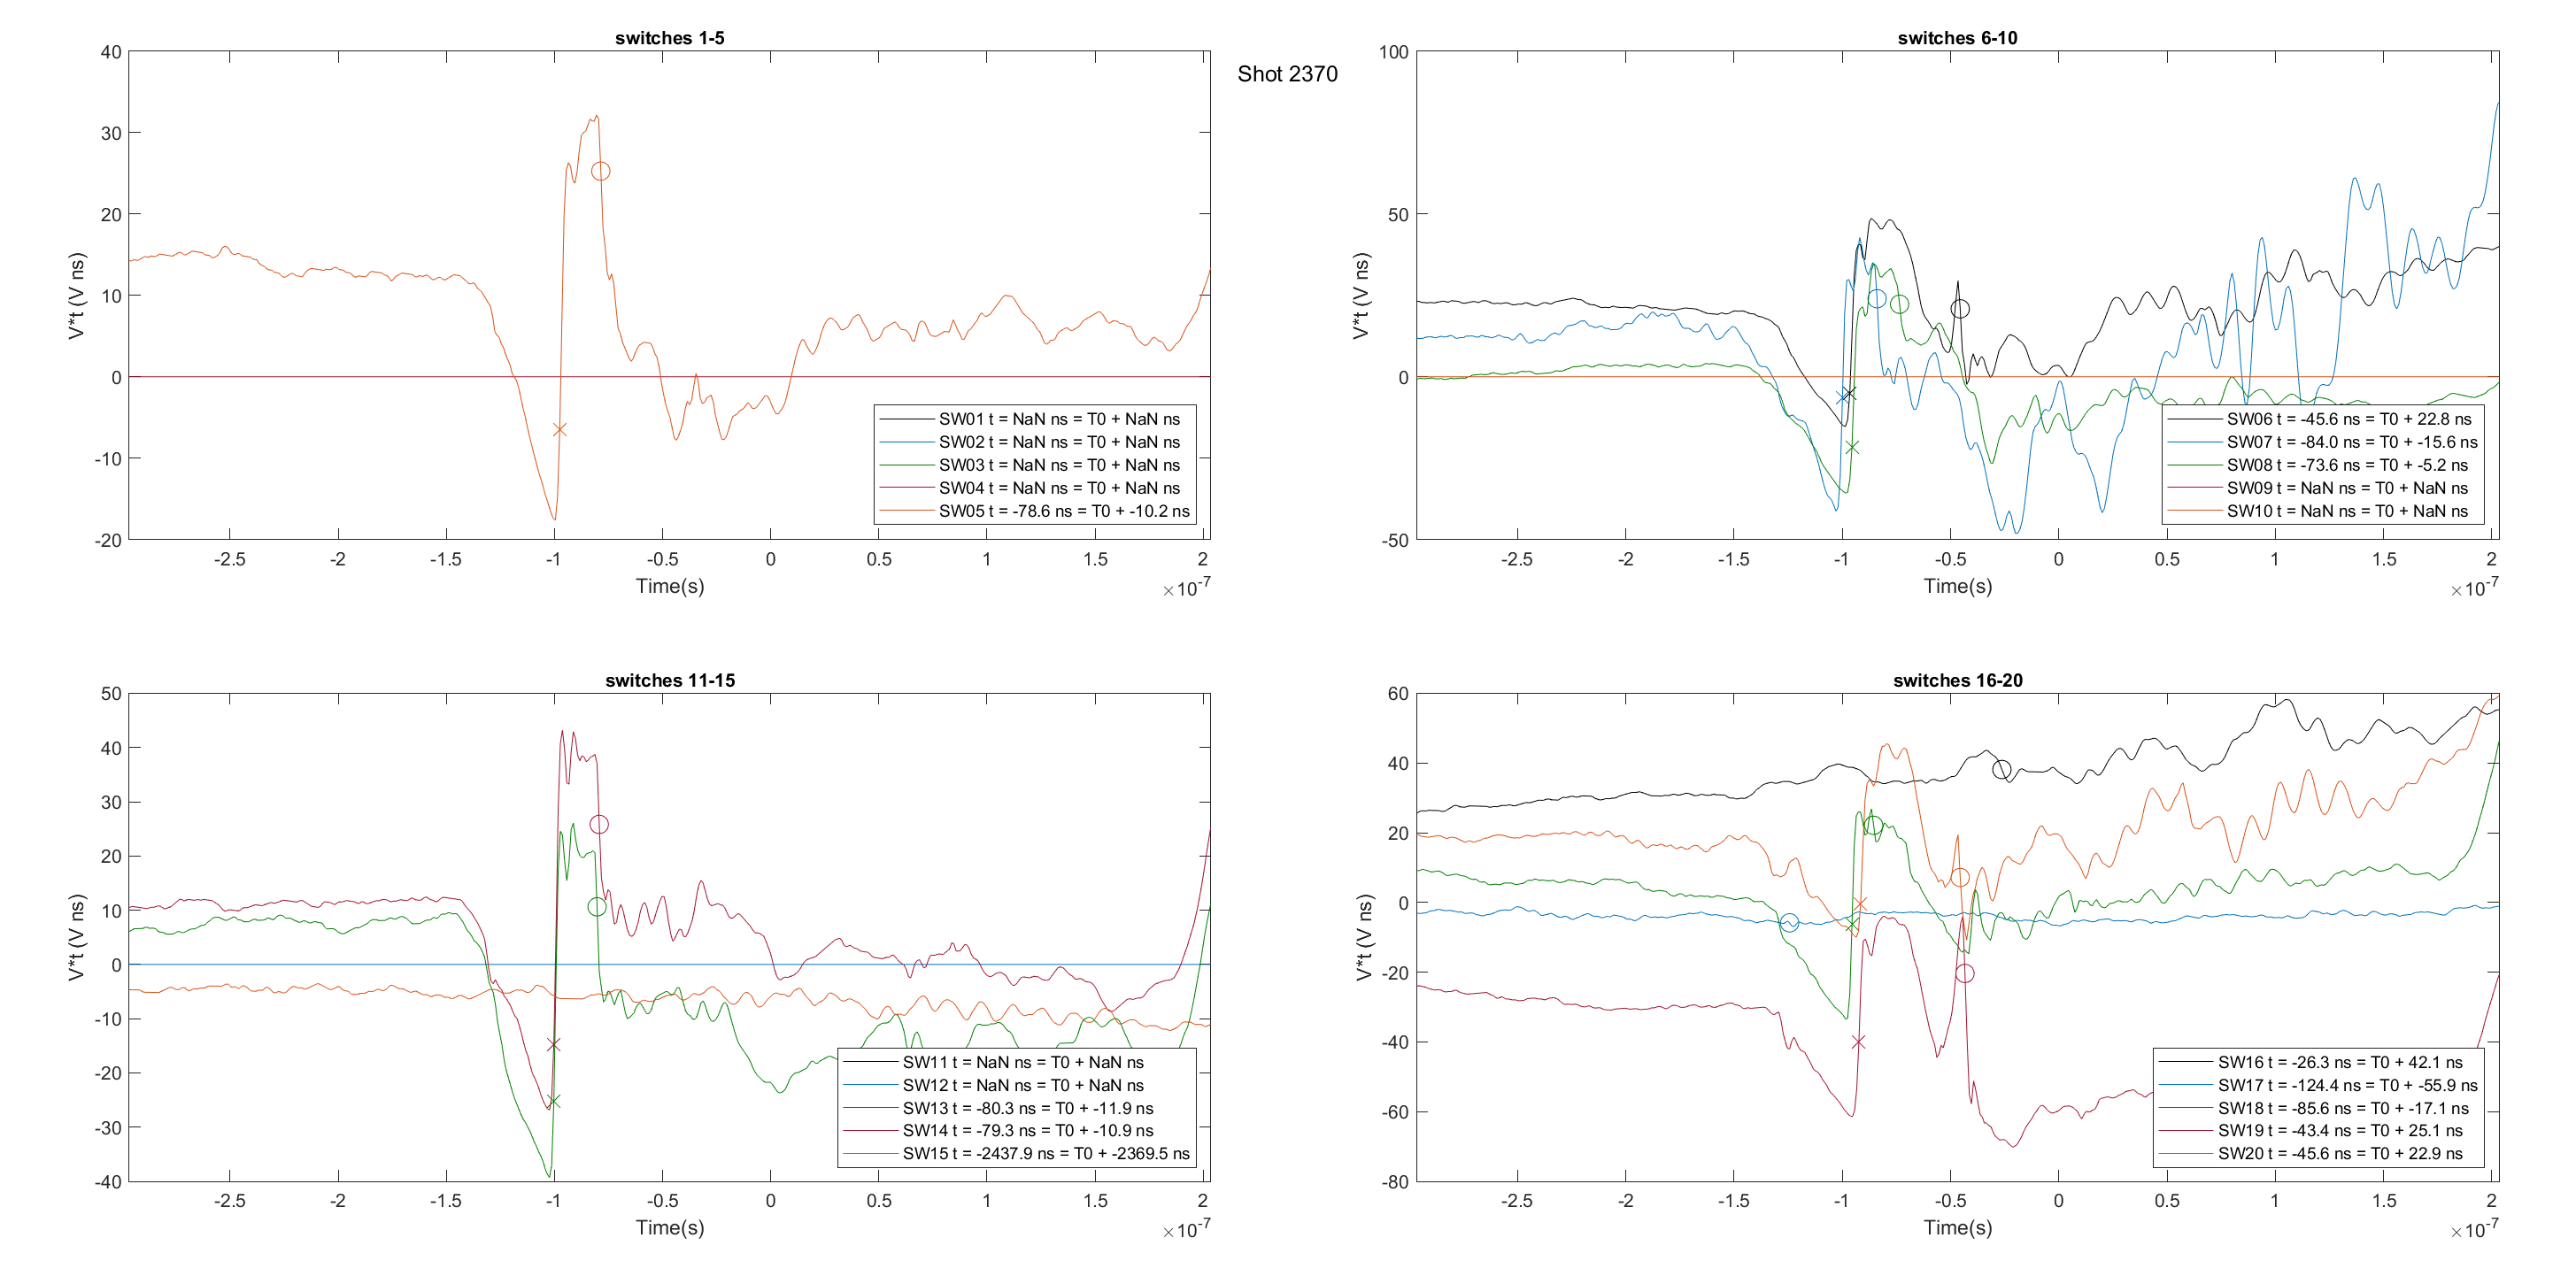 switches 1-5
40
30
20
10
0
-10
-20
V*t (V ns)
-2.5 -2 -1.5 -1 -0.5 0 0.5 1 1.5 2
Time(s)
×10-7
SW01 t = NaN ns = T0 + NaN ns
SW02 t = NaN ns = T0 + NaN ns
SW03 t = NaN ns = T0 + NaN ns
SW04 t = NaN ns = T0 + NaN ns
SW05 t = -78.6 ns = T0 + -10.2 ns
Shot 2370
switches 6-10
100
50
0
-50
V*t (V ns)
-2.5 -2 -1.5 -1 -0.5 0 0.5 1 1.5 2
Time(s)
×10-7
SW06 t = -45.6 ns = T0 + 22.8 ns
SW07 t = -84.0 ns = T0 + -15.6 ns
SW08 t = -73.6 ns = T0 + -5.2 ns
SW09 t = NaN ns = T0 + NaN ns
SW10 t = NaN ns = T0 + NaN ns
switches 11-15
50
40
30
20
10
0
-10
-20
-30
-40
V*t (V ns)
-2.5 -2 -1.5 -1 -0.5 0 0.5 1 1.5 2
Time(s)
×10-7
SW11 t = NaN ns = T0 + NaN ns
SW12 t = NaN ns = T0 + NaN ns
SW13 t = -80.3 ns = T0 + -11.9 ns
SW14 t = -79.3 ns = T0 + -10.9 ns
SW15 t = -2437.9 ns = T0 + -2369.5 ns
switches 16-20
60
40
20
0
-20
-40
-60
-80
V*t (V ns)
-2.5 -2 -1.5 -1 -0.5 0 0.5 1 1.5 2
Time(s)
×10-7
SW16 t = -26.3 ns = T0 + 42.1 ns
SW17 t = -124.4 ns = T0 + -55.9 ns
SW18 t = -85.6 ns = T0 + -17.1 ns
SW19 t = -43.4 ns = T0 + 25.1 ns
SW20 t = -45.6 ns = T0 + 22.9 ns